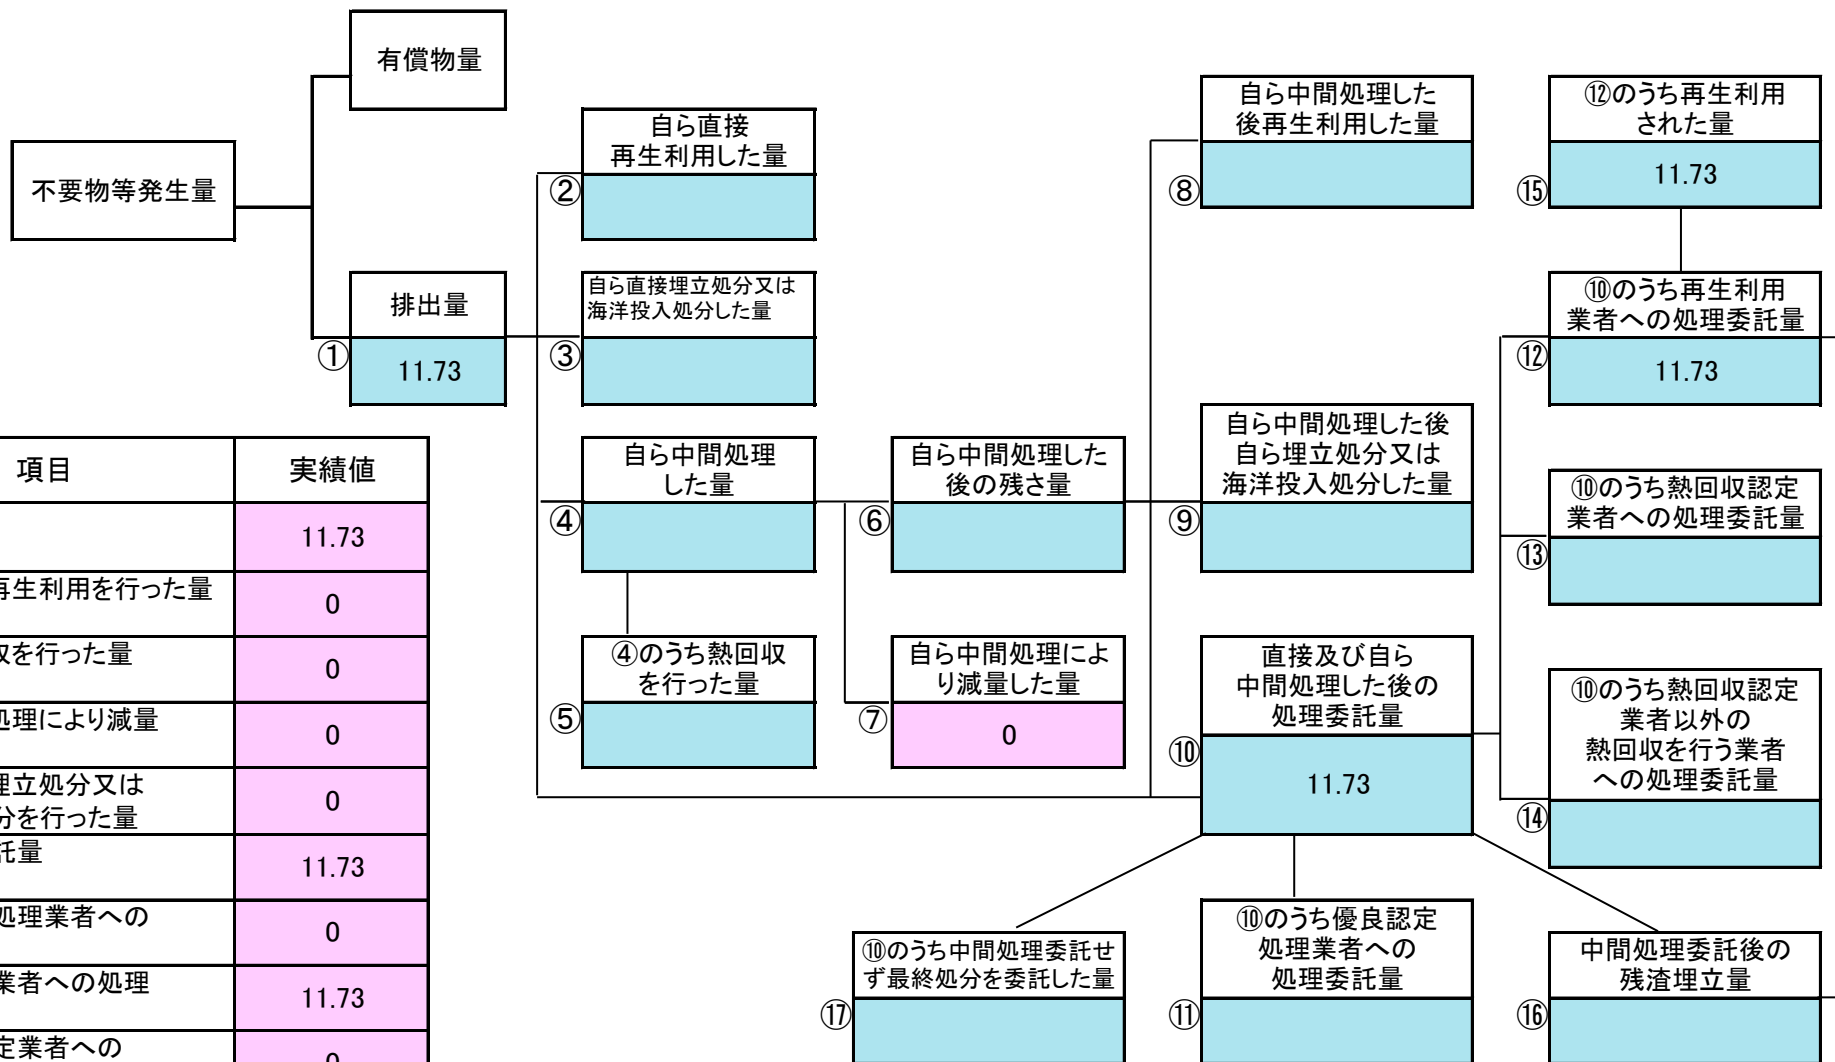 有償物量
不要物等発生量
排出量
①
11.73
自ら直接
再生利用した量
②
自ら直接埋立処分又は
海洋投入処分した量
③
自ら中間処理
した量
④
④のうち熱回収
を行った量
⑤
自ら中間処理した
後の残さ量
⑥
自ら中間処理によ
り減量した量
⑦
0
自ら中間処理した
後再生利用した量
⑧
自ら中間処理した後
自ら埋立処分又は
海洋投入処分した量
⑨
直接及び自ら
中間処理した後の
処理委託量
⑩
11.73
⑫のうち再生利用
された量
⑮
11.73
⑩のうち再生利用
業者への処理委託量
⑫
11.73
⑩のうち熱回収認定
業者への処理委託量
⑬
⑩のうち熱回収認定
業者以外の
熱回収を行う業者
への処理委託量
⑭
⑩のうち中間処理委託せ
ず最終処分を委託した量
⑰
⑩のうち優良認定
処理業者への
処理委託量
⑪
中間処理委託後の
残渣埋立量
⑯
項目 実績値
11.73
再生利用を行った量 0
を行った量 0
処理により減量 0
埋立処分又は
分を行った量 0
託量 11.73
処理業者への 0
業者への処理 11.73
定業者への